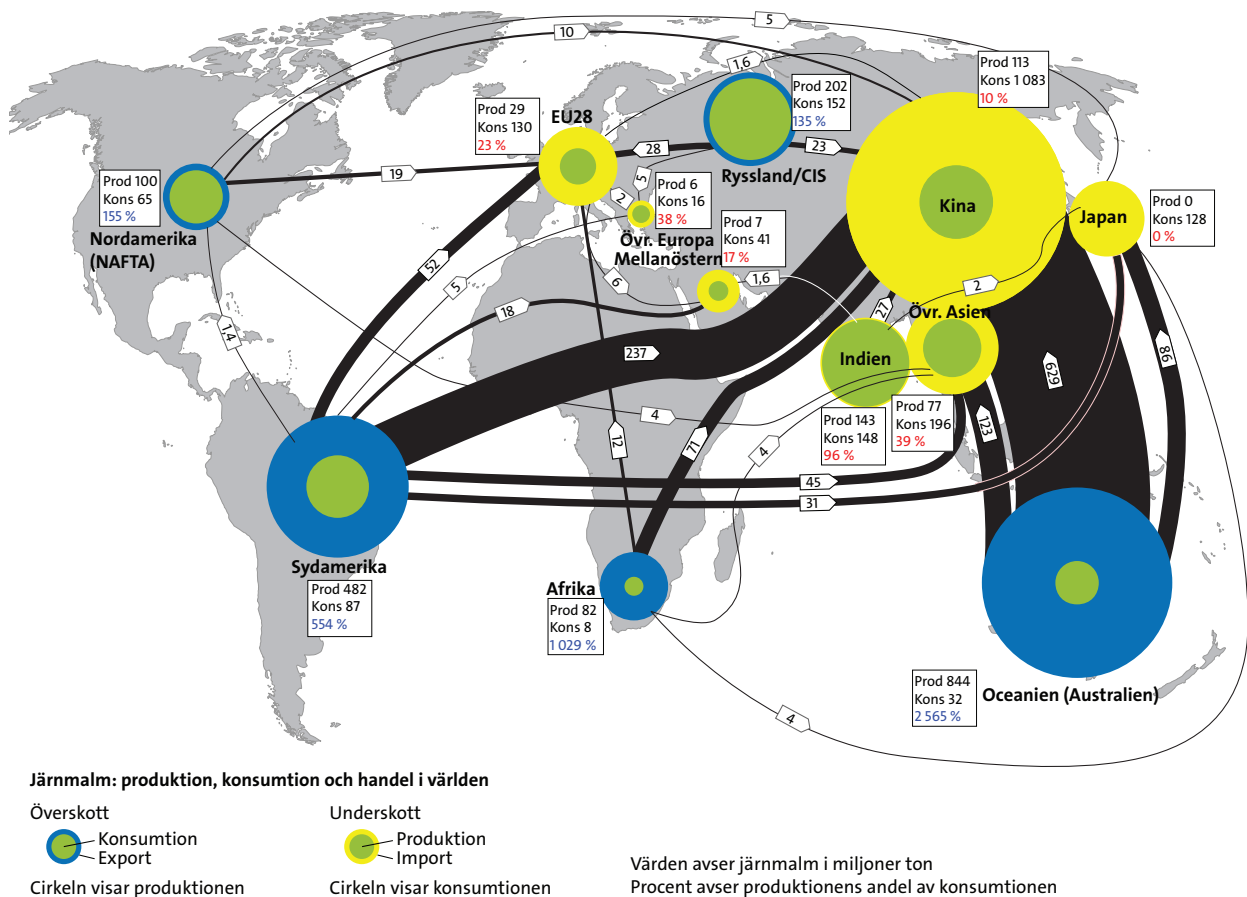 5
10
1,6
Prod 113
Kons 1 083
10 %
Prod 202
Kons 152
135 %
Prod 29
Kons 130
23 %
EU28
28
23
Ryssland/CIS
19
Prod 100
Kons 65
155 %
Nordamerika
(NAFTA)
5
2
Prod 6
Kons 16
38 %
Övr. Europa
Mellanöstern
Prod 7
Kons 41
17 %
Kina
Japan
Prod 0
Kons 128
0 %
52
5
6
1,6
2
18
27
Övr. Asien
1,4
237
Indien
629
86
4
Prod 143
Kons 148
96 %
Prod 77
Kons 196
39 %
123
12
71
4
45
31
Sydamerika
Prod 482
Kons 87
554 %
Afrika
Prod 82
Kons 8
1 029 %
Prod 844
Kons 32
2 565 %
Oceanien (Australien)
4
Järnmalm: produktion, konsumtion och handel i världen
Överskott
Konsumtion
Export
Cirkeln visar produktionen
Underskott
Produktion
Import
Cirkeln visar konsumtionen
Värden avser järnmalm i miljoner ton
Procent avser produktionens andel av konsumtionen